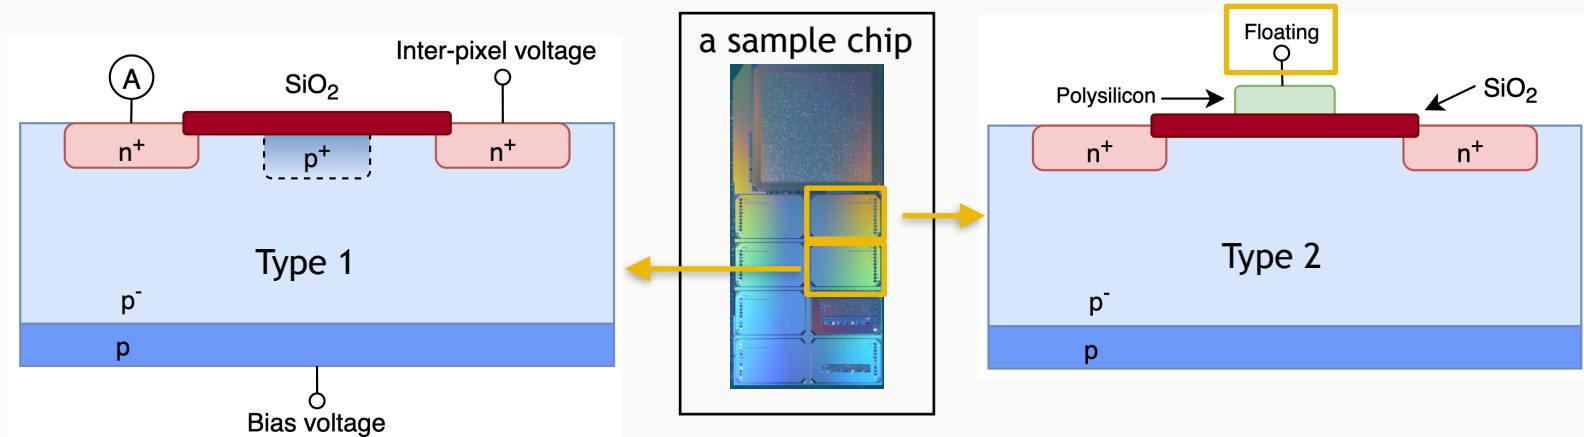 Inter-pixel voltage
A
SiO2
n+
p+
n+
Type 1
p-
p
Bias voltage
a sample chip
Floating
Polysilicon
SiO2
n+
n+
Type 2
p-
p